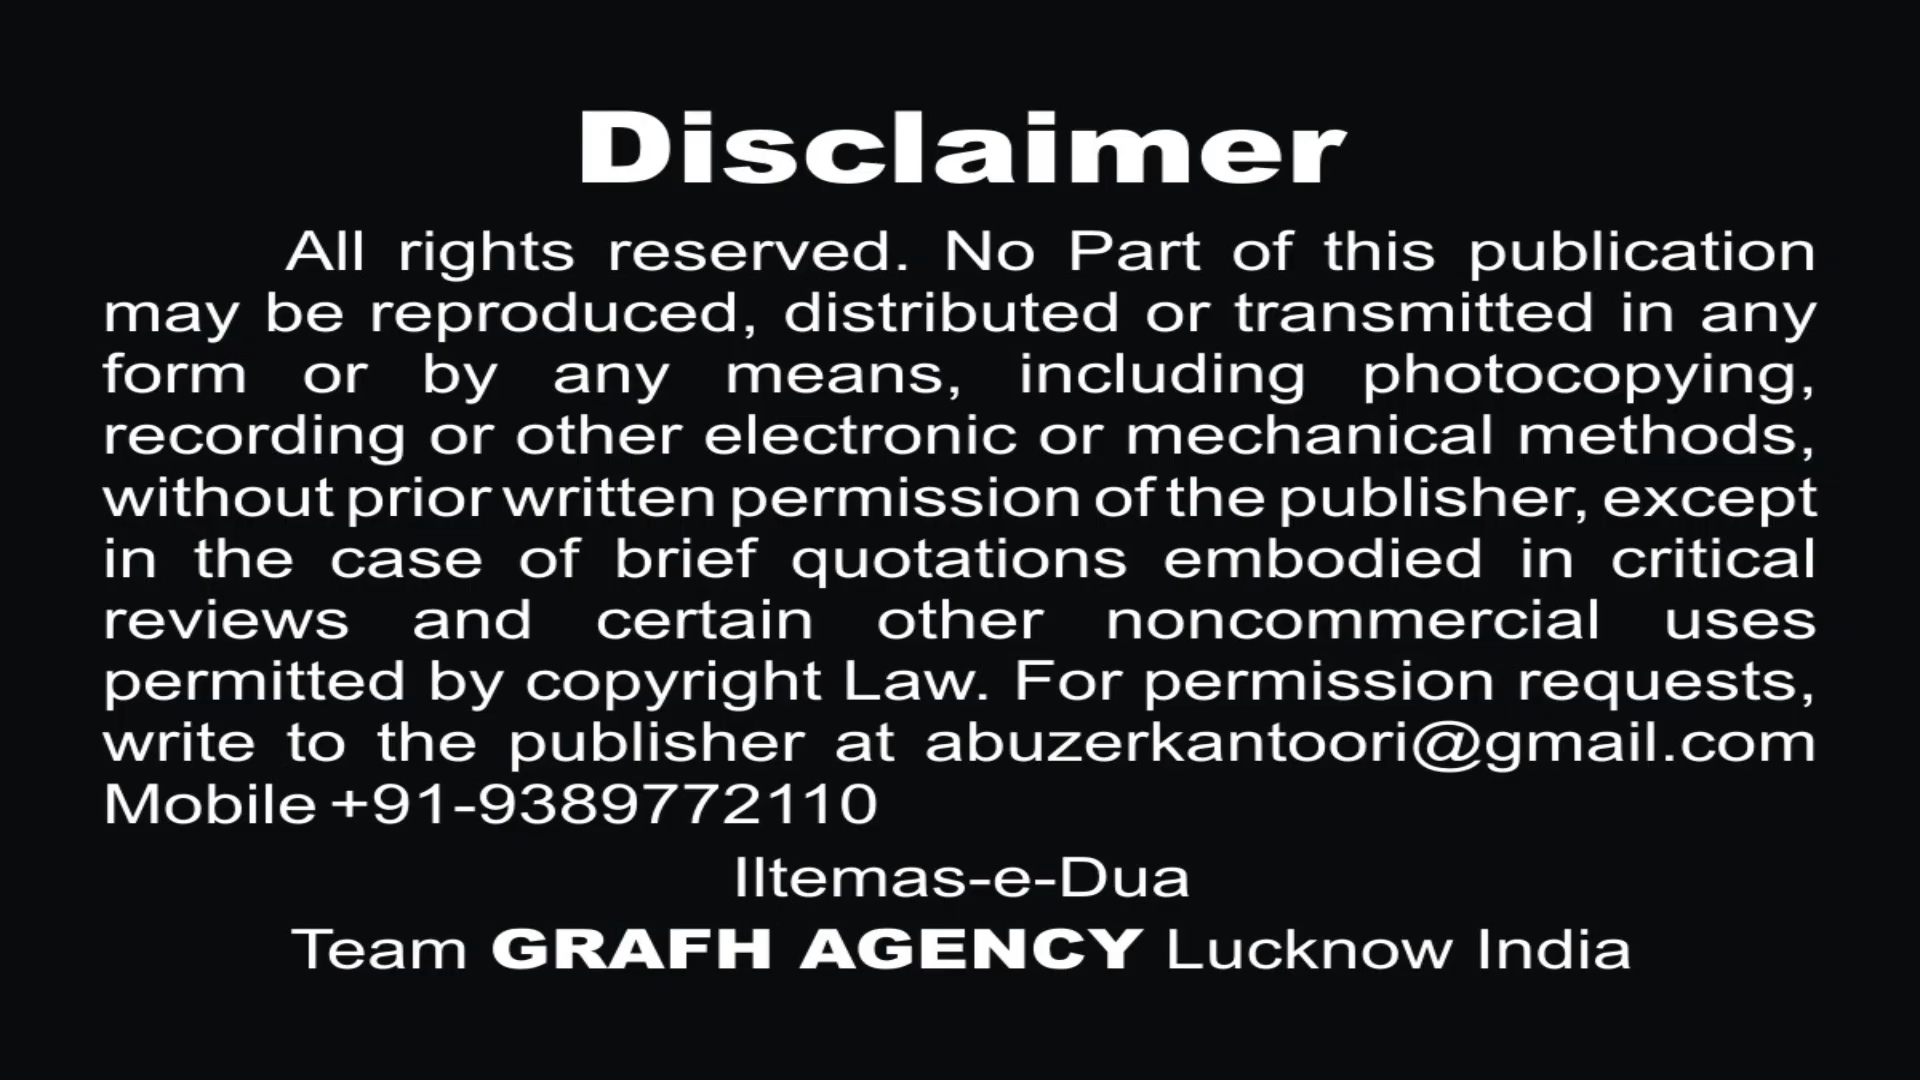 Disclaimer
All rights reserved. No Part of this publication
may be reproduced, distributed or transmitted in any
form or by any means, including photocopying,
recording or other electronic or mechanical methods,
without prior written permission of the publisher, except
in the case of brief quotations embodied in critical
reviews and certain other noncommercial uses
permitted by copyright Law. For permission requests,
write to the publisher at abuzerkantoori@gmail.com
Mobile +91-9389772110
Iltemas-e-Dua
Team GRAFH AGENCY Lucknow India